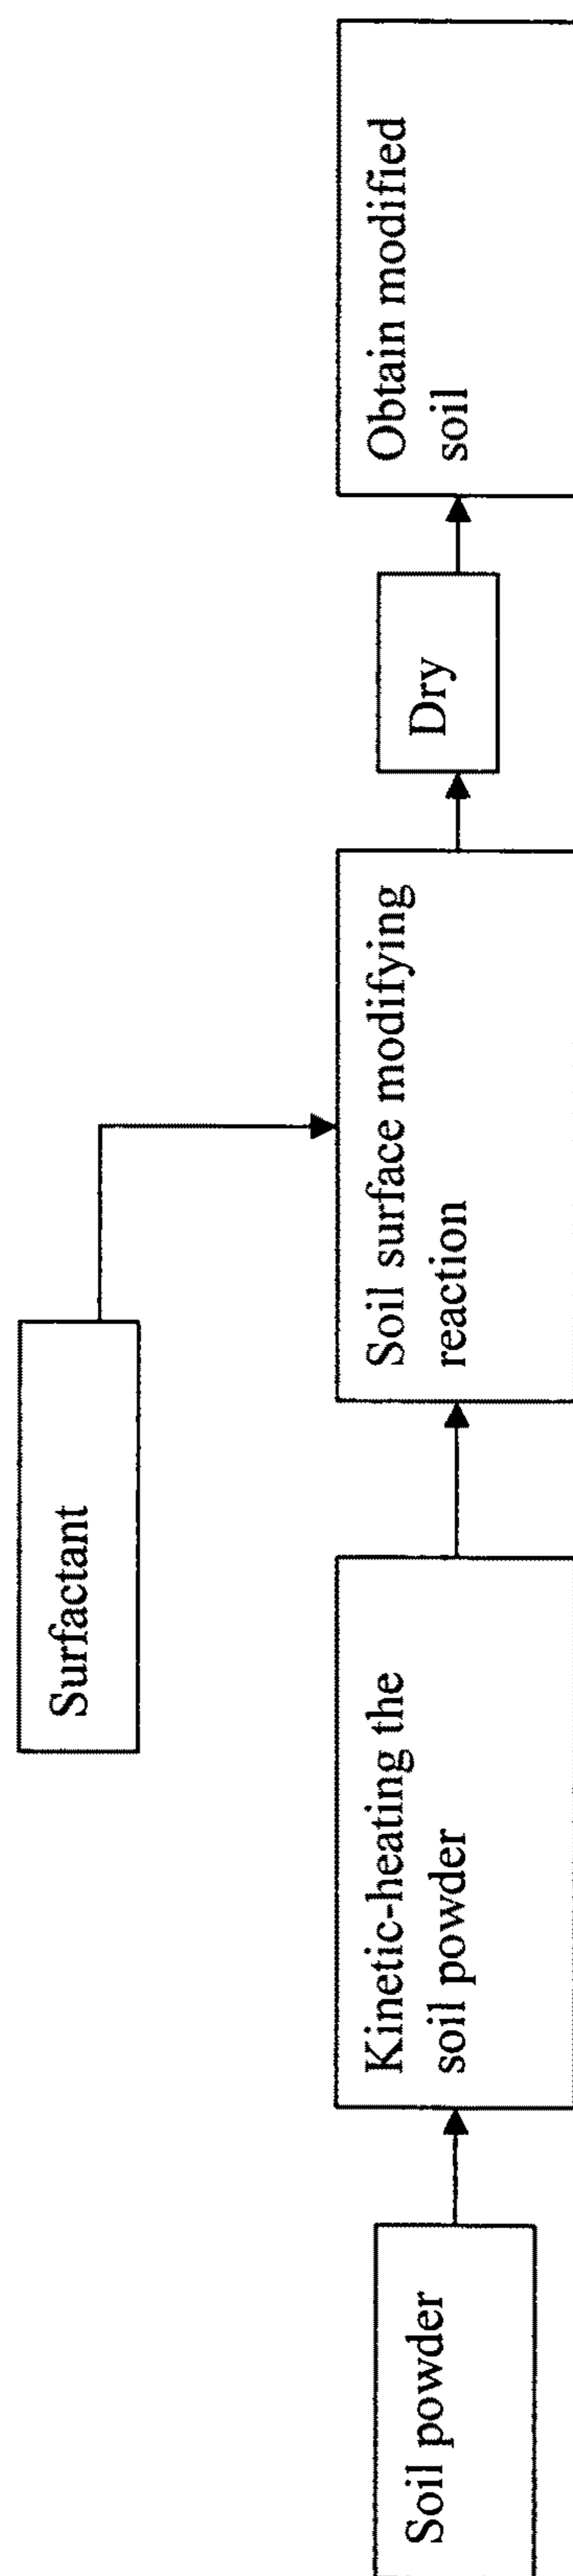 Surfactant
Soil powder
Kinetic-heating the
soil powder
Soil surface modifying
reaction
Dry
Obtain modified
soil